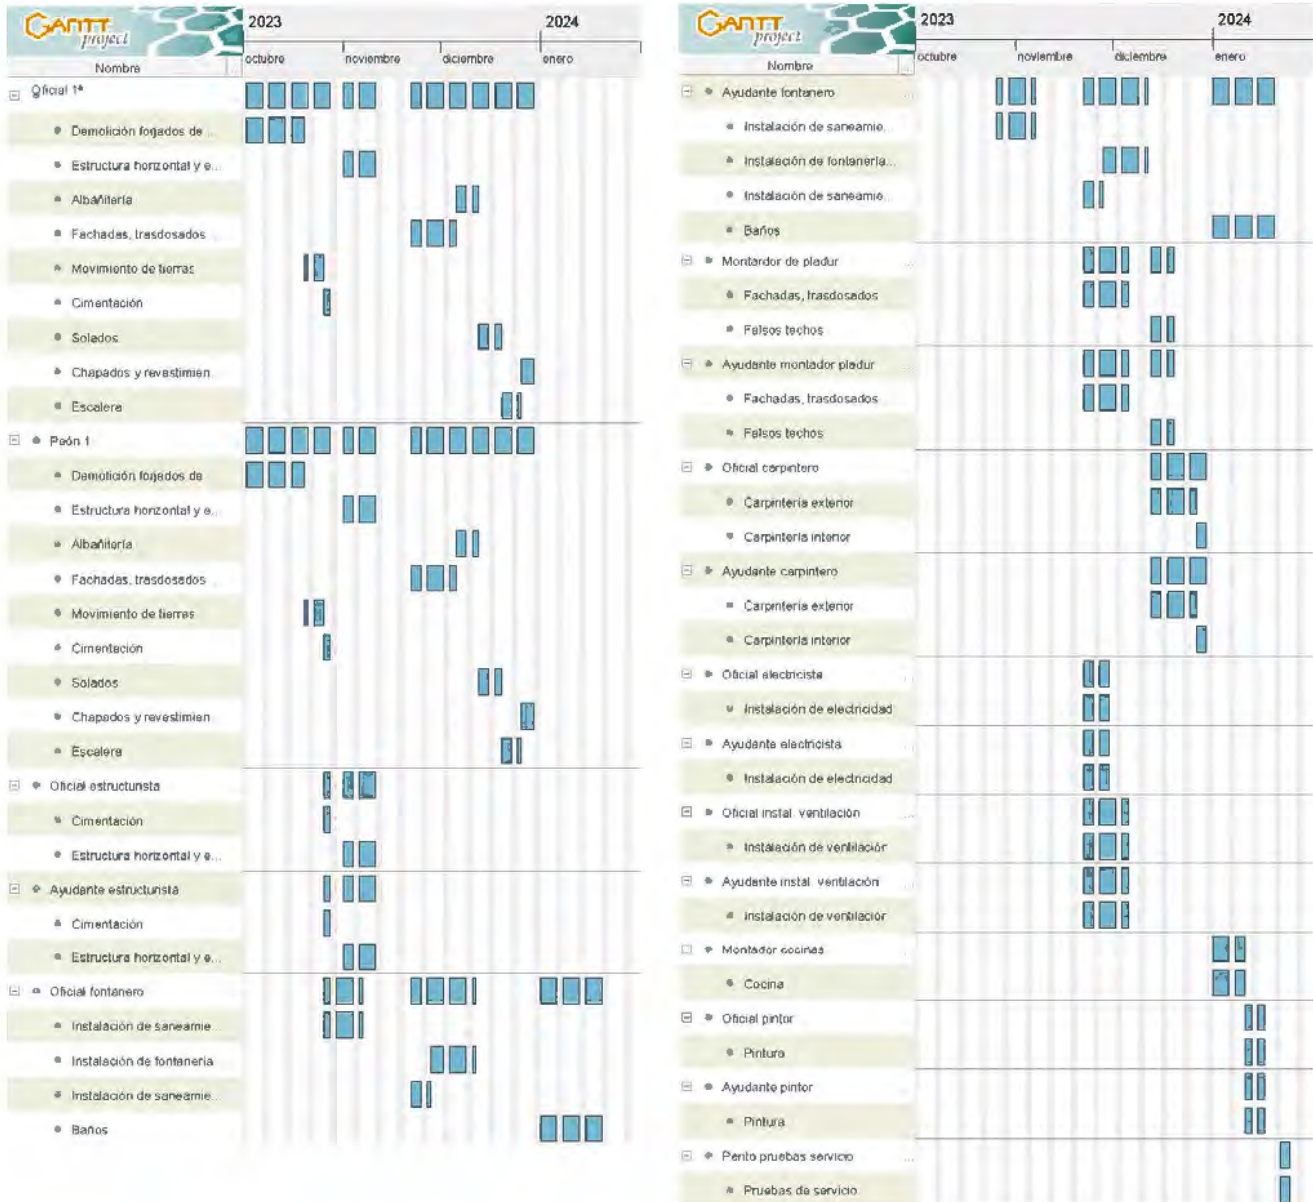 GANTT
project
2023
2024
Nombre
octubre
noviembre
diciembre
enero
Oficial 1ª
Demolición forjados de ...
Estructura horizontal y e...
Albañilería
Fachadas, trasdosados
Movimiento de tierras
Cimentación
Solados
Chapados y revestimien
Escalera
Peón 1
Demolición forjados de
Estructura horizontal y e...
Albañilería
Fachadas, trasdosados
Movimiento de tierras
Cimentación
Solados
Chapados y revestimien
Escalera
Oficial estructurista
Cimentación
Estructura horizontal y e...
Ayudante estructurista
Cimentación
Estructura horizontal y e...
Oficial fontanero
Instalación de saneamie...
Instalación de fontanería
Instalación de saneamie...
Baños
GANTT
project
2023
2024
Nombre
octubre
noviembre
diciembre
enero
Ayudante fontanero
Instalación de saneamie...
Instalación de fontanería...
Instalación de saneamie...
Baños
Montardor de pladur
Fachadas, trasdosados
Falsos techos
Ayudante montador pladur
Fachadas, trasdosados
Falsos techos
Oficial carpintero
Carpintería exterior
Carpintería interior
Ayudante carpintero
Carpintería exterior
Carpintería interior
Oficial electricista
Instalación de electricidad
Ayudante electricista
Instalación de electricidad
Oficial instal. ventilación
Instalación de ventilación
Ayudante instal. ventilación
Instalación de ventilación
Montador cocinas
Cocina
Oficial pintor
Pintura
Ayudante pintor
Pintura
Perito pruebas servicio
Pruebas de servicio